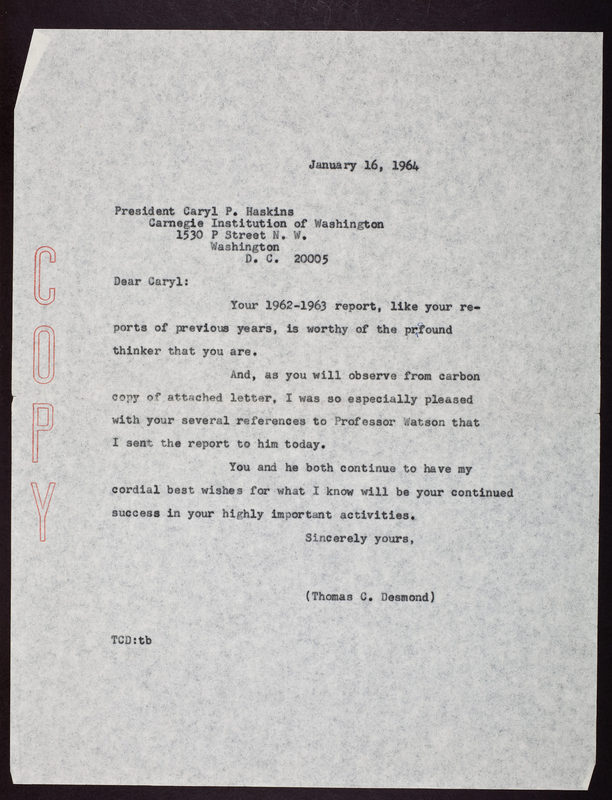 January 16, 1964
President Caryl P. Haskins
Carnegie Institution of Washington
1530 P Street N. W.
Washington
D. C. 20005
Dear Caryl:
Your 1962-1963 report, like your re-
ports of previous years, is worthy of the prfound
thinker that you are.
And, as you will observe from carbon
copy of attached letter, I was so especially pleased
with your several references to Professor Watson that
I sent the report to him today.
You and he both continue to have my
cordial best wishes for what I know will be your continued
success in your highly important activities.
Sincerely yours,
(Thomas C. Desmond)
TCD:tb
COPY